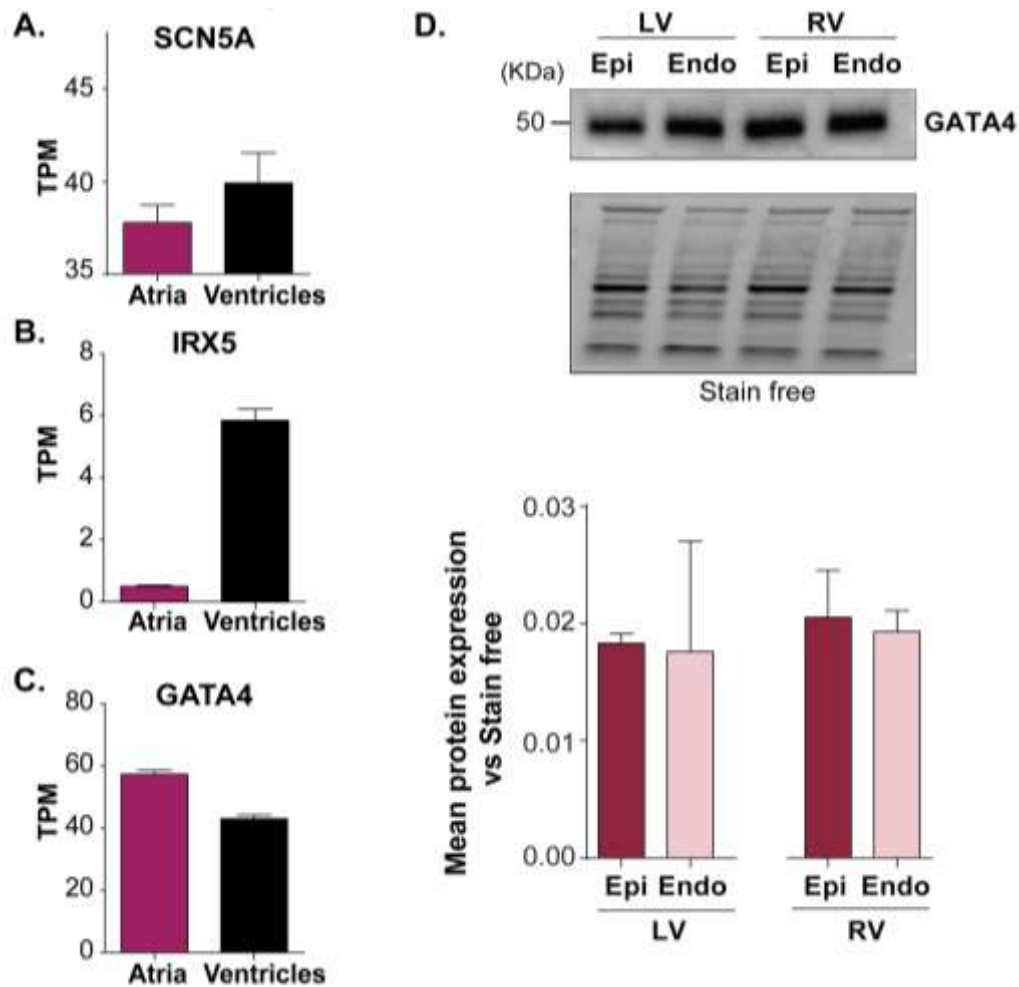 A.
SCN5A
TPM
45
40
35
Atria Ventricles
B.
IRX5
TPM
8
6
4
2
0
Atria Ventricles
C.
GATA4
TPM
80
60
40
20
0
Atria Ventricles
D.
LV RV
(KDa) Epi Endo Epi Endo
50 GATA4
Stain free
Mean protein expression
vs Stain free
0.03
0.02
0.01
0.00
Epi Endo Epi Endo
LV RV